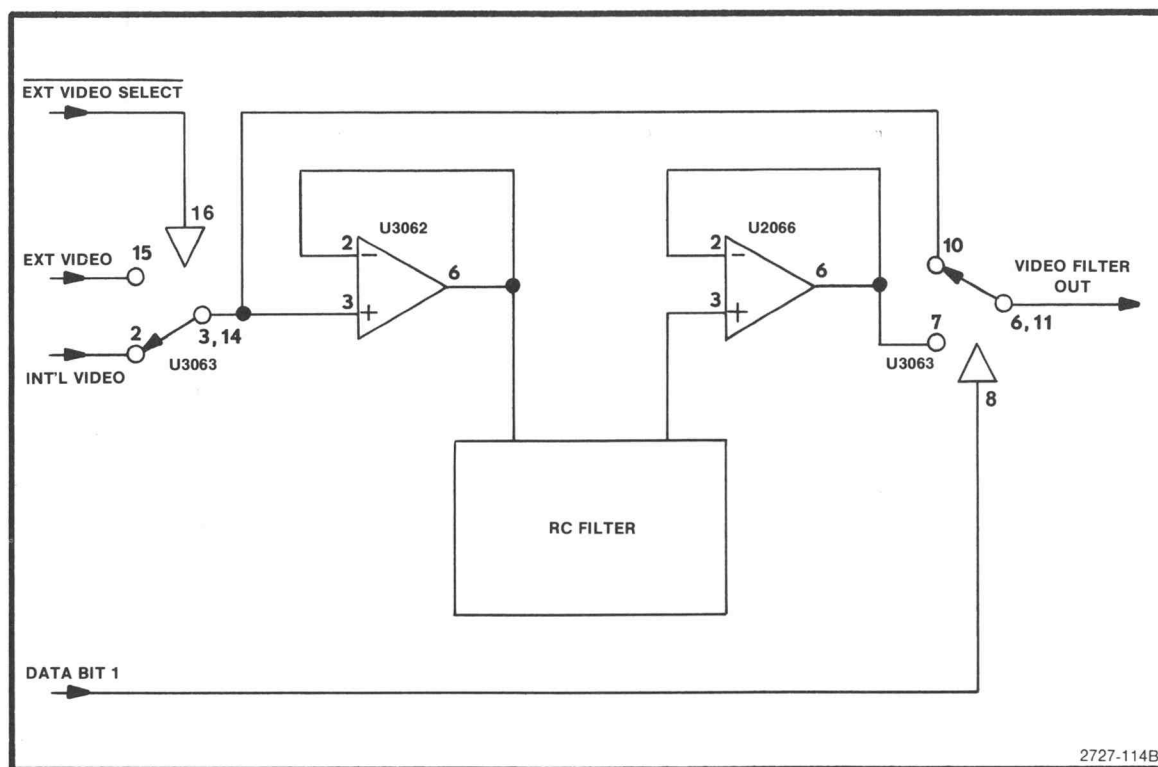 EXT VIDEO SELECT
16
U3062
U2066
EXT VIDEO
15
2
−
6
2
−
6
10
VIDEO FILTER
OUT
3
+
3
+
6, 11
2
3, 14
7
U3063
U3063
INT'L VIDEO
8
RC FILTER
DATA BIT 1
2727-114B